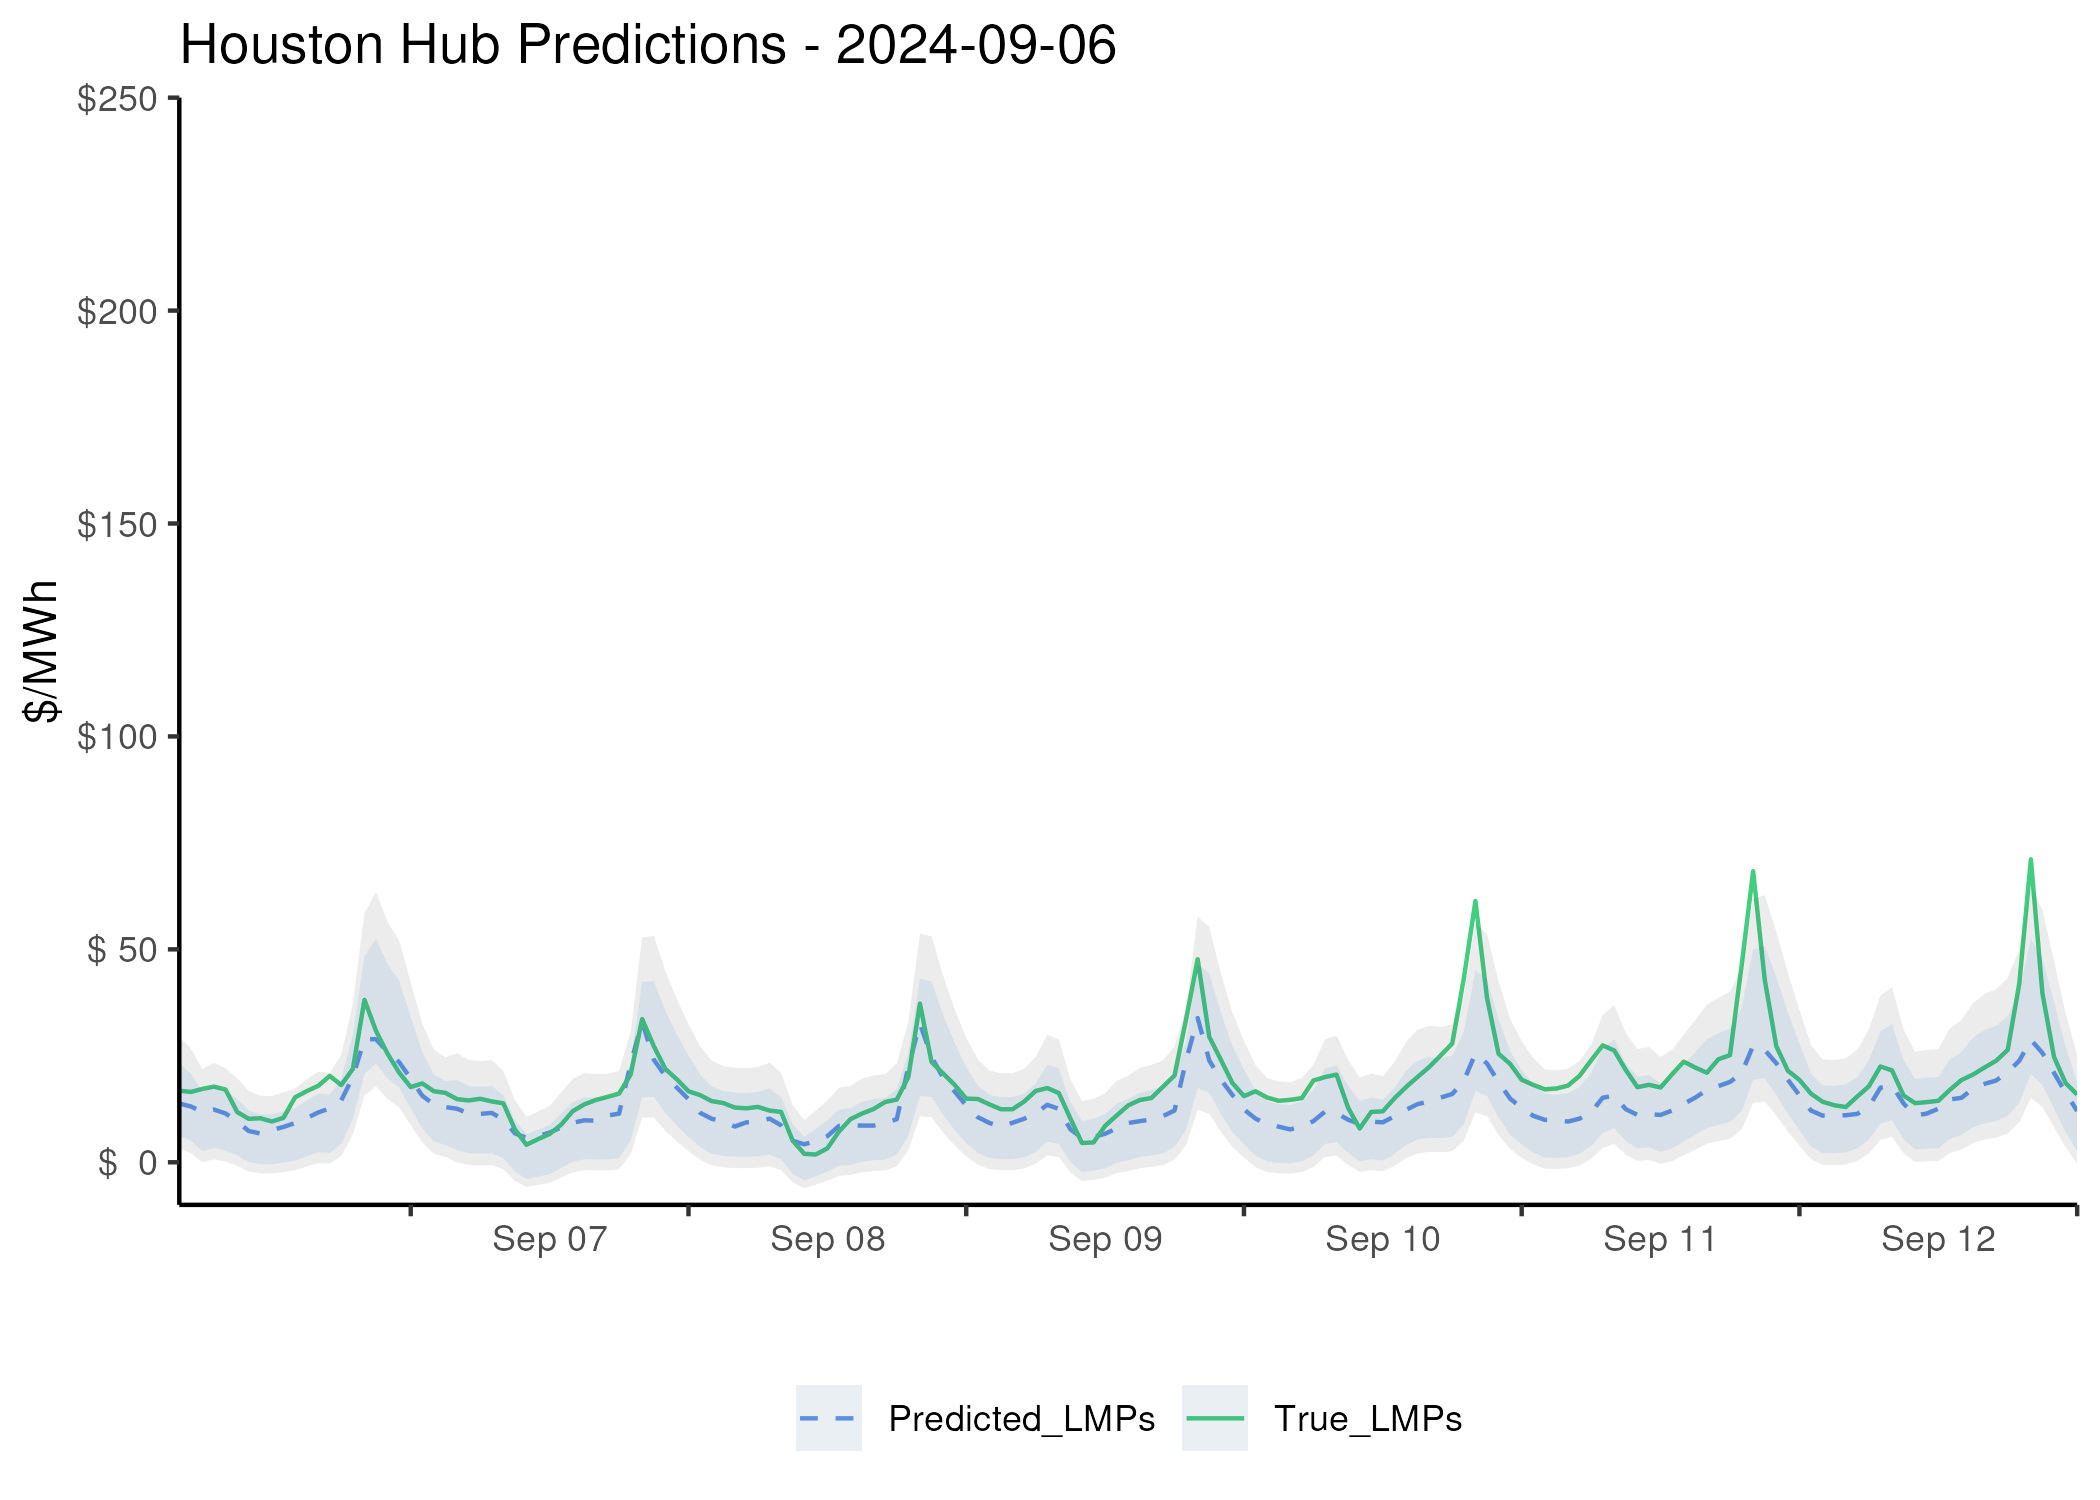 Houston Hub Predictions - 2024-09-06
$250
$200
$150
$100
$ 50
$ 0
$/MWh
Sep 07 Sep 08 Sep 09 Sep 10 Sep 11 Sep 12
Predicted_LMPs True_LMPs